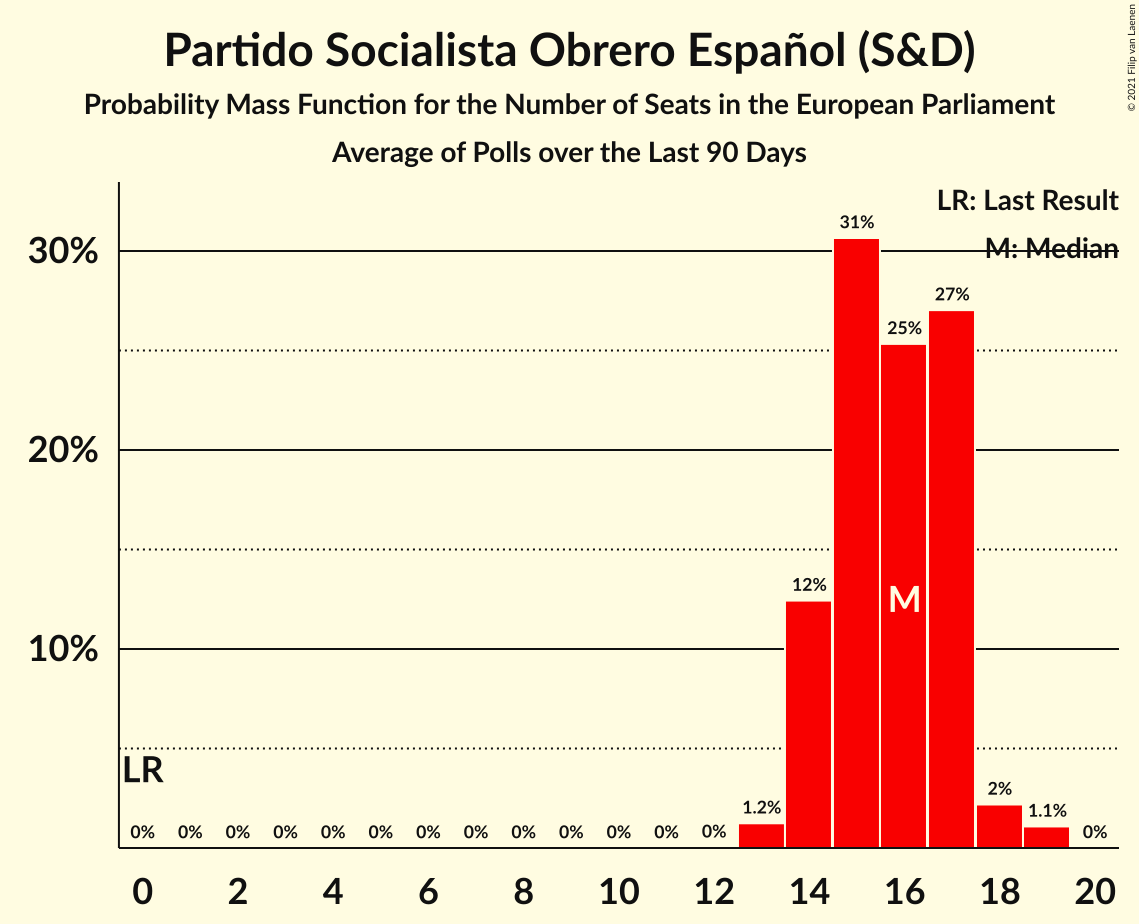 Partido Socialista Obrero Español (S&D)
Probability Mass Function for the Number of Seats in the European Parliament
Average of Polls over the Last 90 Days
© 2021 Filip van Laenen
LR: Last Result
M: Median
30%
20%
10%
31%
27%
25%
12%
M
LR
0% 0% 0% 0% 0% 0% 0% 0% 0% 0% 0% 0% 0% 1.2% 2% 1.1% 0%
0 2 4 6 8 10 12 14 16 18 20